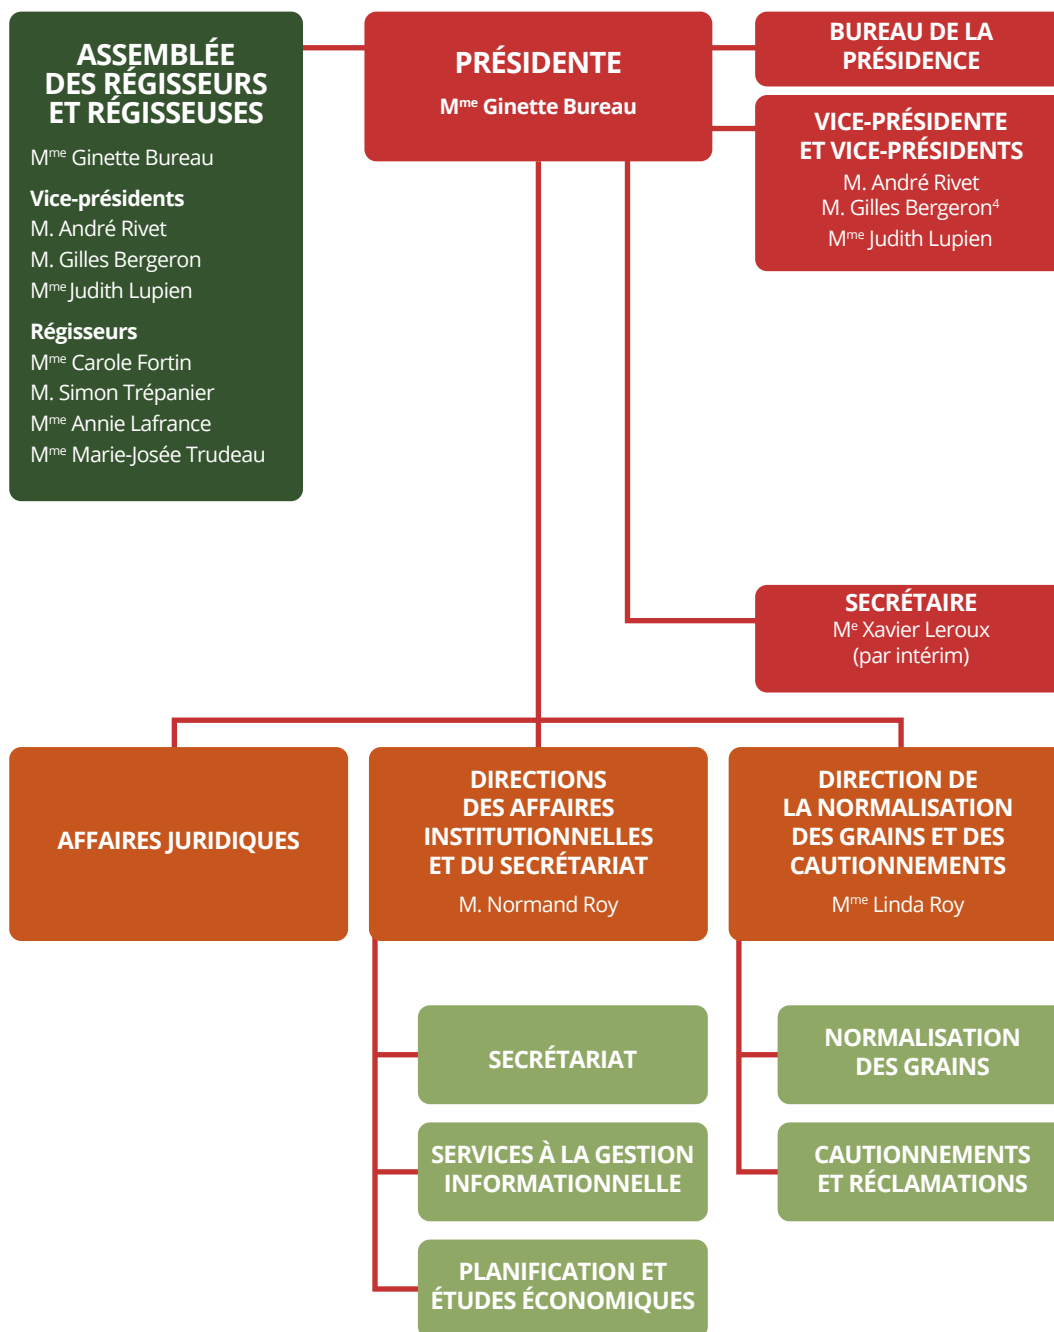 ASSEMBLÉE
DES RÉGISSEURS
ET RÉGISSEUSES
Mme Ginette Bureau
Vice-présidents
M. André Rivet
M. Gilles Bergeron
Mme Judith Lupien
Régisseurs
Mme Carole Fortin
M. Simon Trépanier
Mme Annie Lafrance
Mme Marie-Josée Trudeau
PRÉSIDENTE
Mme Ginette Bureau
BUREAU DE LA
PRÉSIDENCE
VICE-PRÉSIDENTE
ET VICE-PRÉSIDENTS
M. André Rivet
M. Gilles Bergeron4
Mme Judith Lupien
SECRÉTAIRE
Me Xavier Leroux
(par intérim)
AFFAIRES JURIDIQUES
DIRECTIONS
DES AFFAIRES
INSTITUTIONNELLES
ET DU SECRÉTARIAT
M. Normand Roy
DIRECTION DE
LA NORMALISATION
DES GRAINS ET DES
CAUTIONNEMENTS
Mme Linda Roy
SECRÉTARIAT
SERVICES À LA GESTION
INFORMATIONNELLE
PLANIFICATION ET
ÉTUDES ÉCONOMIQUES
NORMALISATION
DES GRAINS
CAUTIONNEMENTS
ET RÉCLAMATIONS